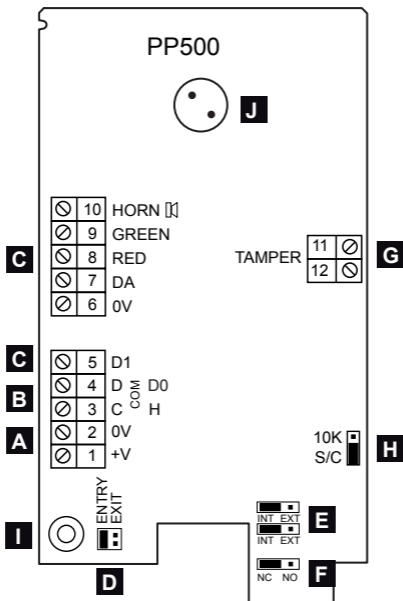 PP500
J
10 HORN
9 GREEN
C 8 RED
7 DA
6 0V
TAMPER 11
12
G
C 5 D1
4 D COM D0
B 3 C H
A 2 0V
1 +V
10K
S/C
H
I
ENTRY
EXIT
D
INT EXT
E
INT EXT
NC NO
F